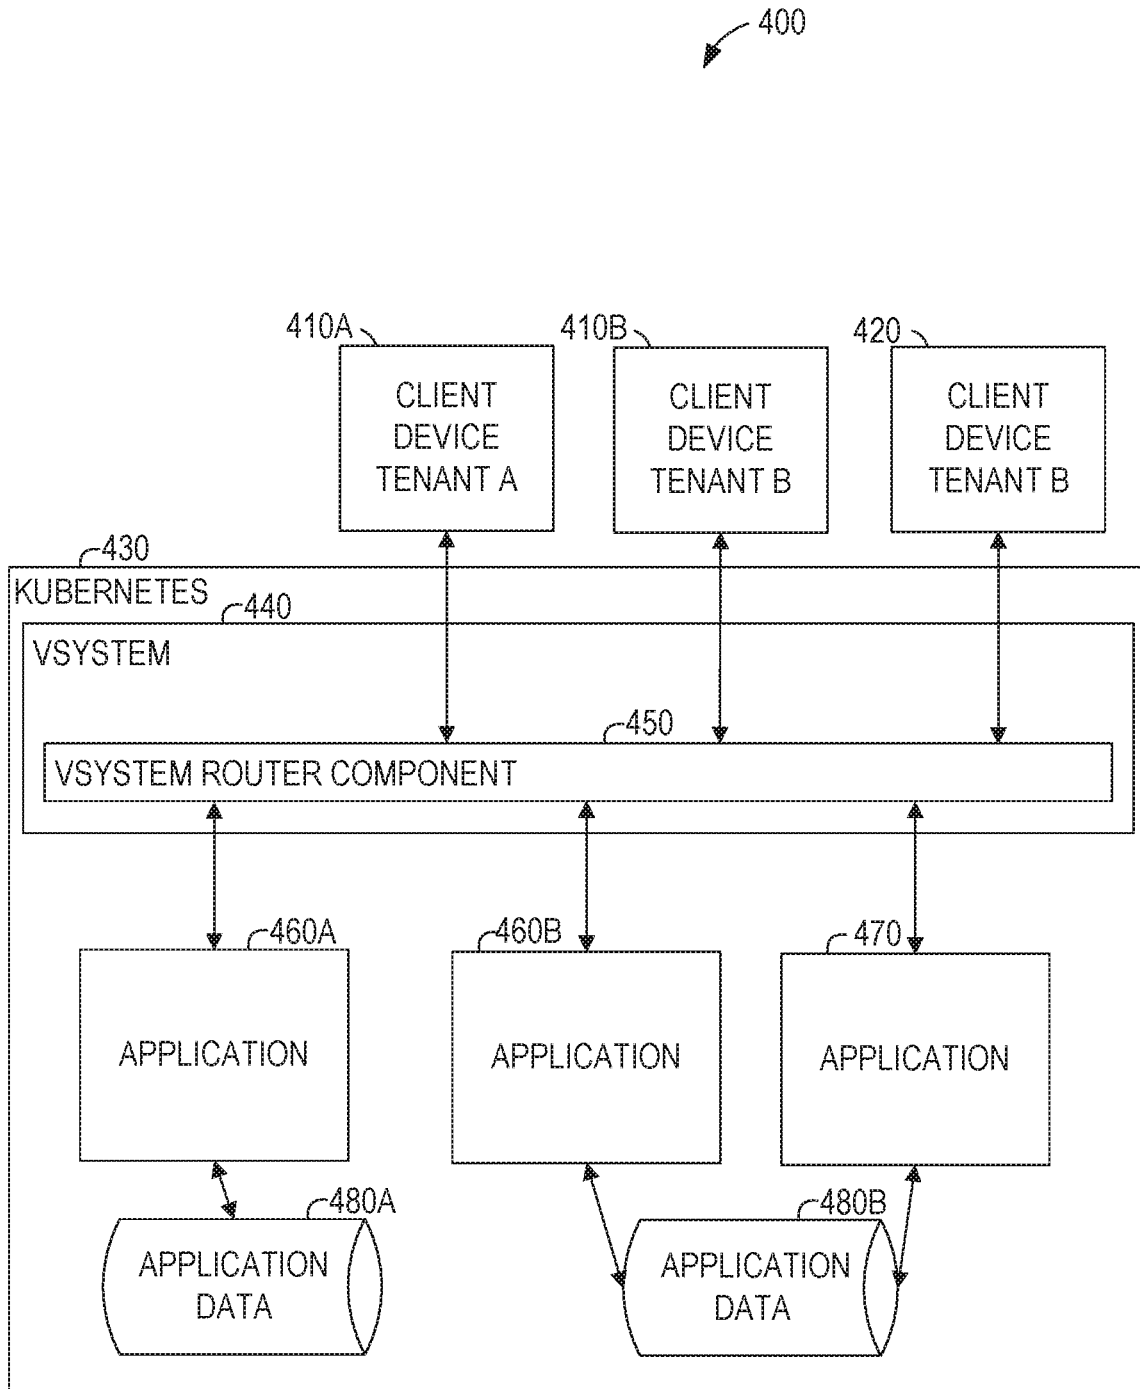 400
410A
410B
420
CLIENT
DEVICE
TENANT A
CLIENT
DEVICE
TENANT B
CLIENT
DEVICE
TENANT B
430
KUBERNETES
440
VSYSTEM
450
VSYSTEM ROUTER COMPONENT
460A
460B
470
APPLICATION
APPLICATION
APPLICATION
480A
480B
APPLICATION
DATA
APPLICATION
DATA